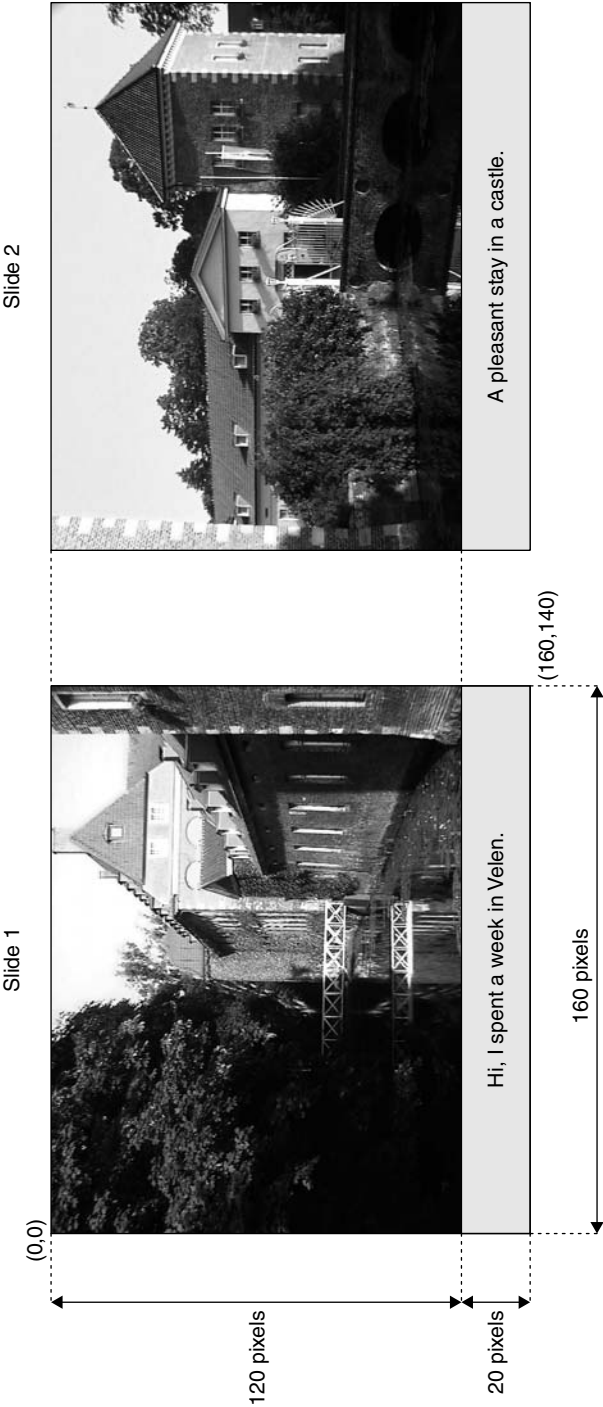 Slide 1
Slide 2
(0,0)
120 pixels
20 pixels
Hi, I spent a week in Velen.
A pleasant stay in a castle.
(160,140)
160 pixels